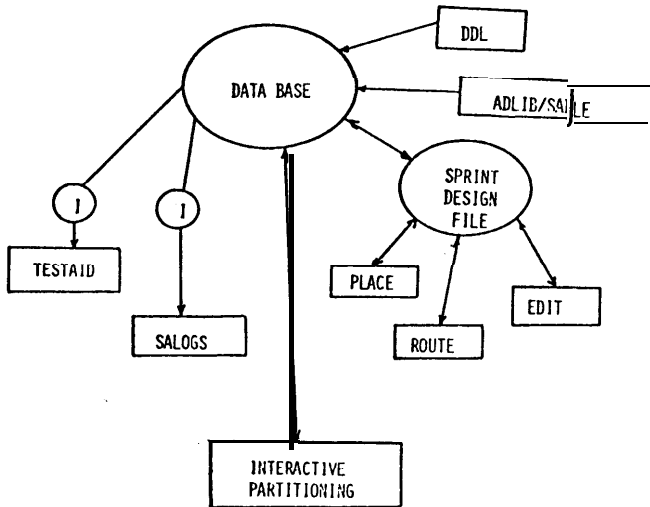 DDL
DATA BASE
ADLIB/SABLE
SPRINT
DESIGN
FILE
I
I
TESTAID
PLACE
EDIT
SALOGS
ROUTE
INTERACTIVE
PARTITIONING